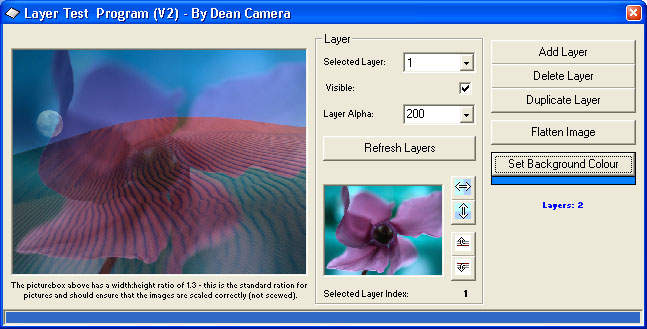 Layer Test  Program (V2) - By Dean Camera
Layer
Selected Layer:
1
Visible:
Layer Alpha:
200
Refresh Layers
Selected Layer Index:
1
The picturebox above has a width:height ratio of 1.3 - this is the standard ration for
pictures and should ensure that the images are scaled correctly (not scewed).
Add Layer
Delete Layer
Duplicate Layer
Flatten Image
Set Background Colour
Layers: 2